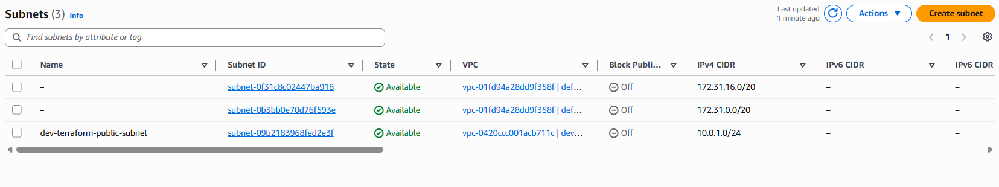 Subnets (3) Info
Last updated
1 minute ago
Actions
Create subnet
Find subnets by attribute or tag
1
Name Subnet ID State VPC Block Publi... IPv4 CIDR IPv6 CIDR IPv6 CIDR
– subnet-0f31c8c02447ba918 Available vpc-01fd94a28dd9f358f | def... Off 172.31.16.0/20 – –
– subnet-0b3bb0e70d76f593e Available vpc-01fd94a28dd9f358f | def... Off 172.31.0.0/20 – –
dev-terraform-public-subnet subnet-09b2183968fed2e3f Available vpc-0420ccc001acb711c | dev... Off 10.0.1.0/24 – –